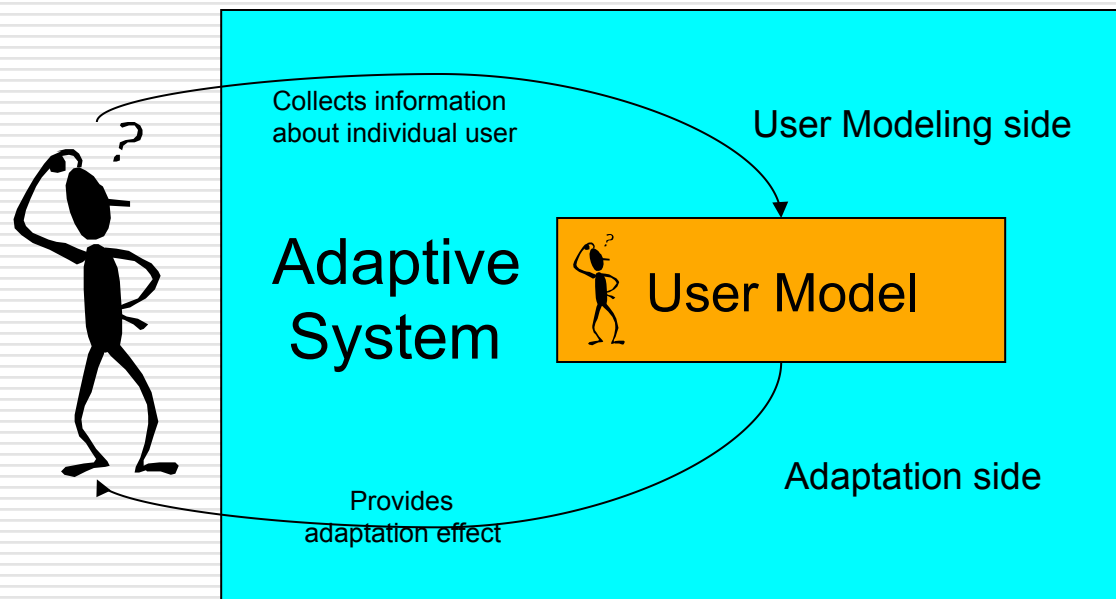 Collects information
about individual user
User Modeling side
?
Adaptive
System
?
User Model
Adaptation side
Provides
adaptation effect